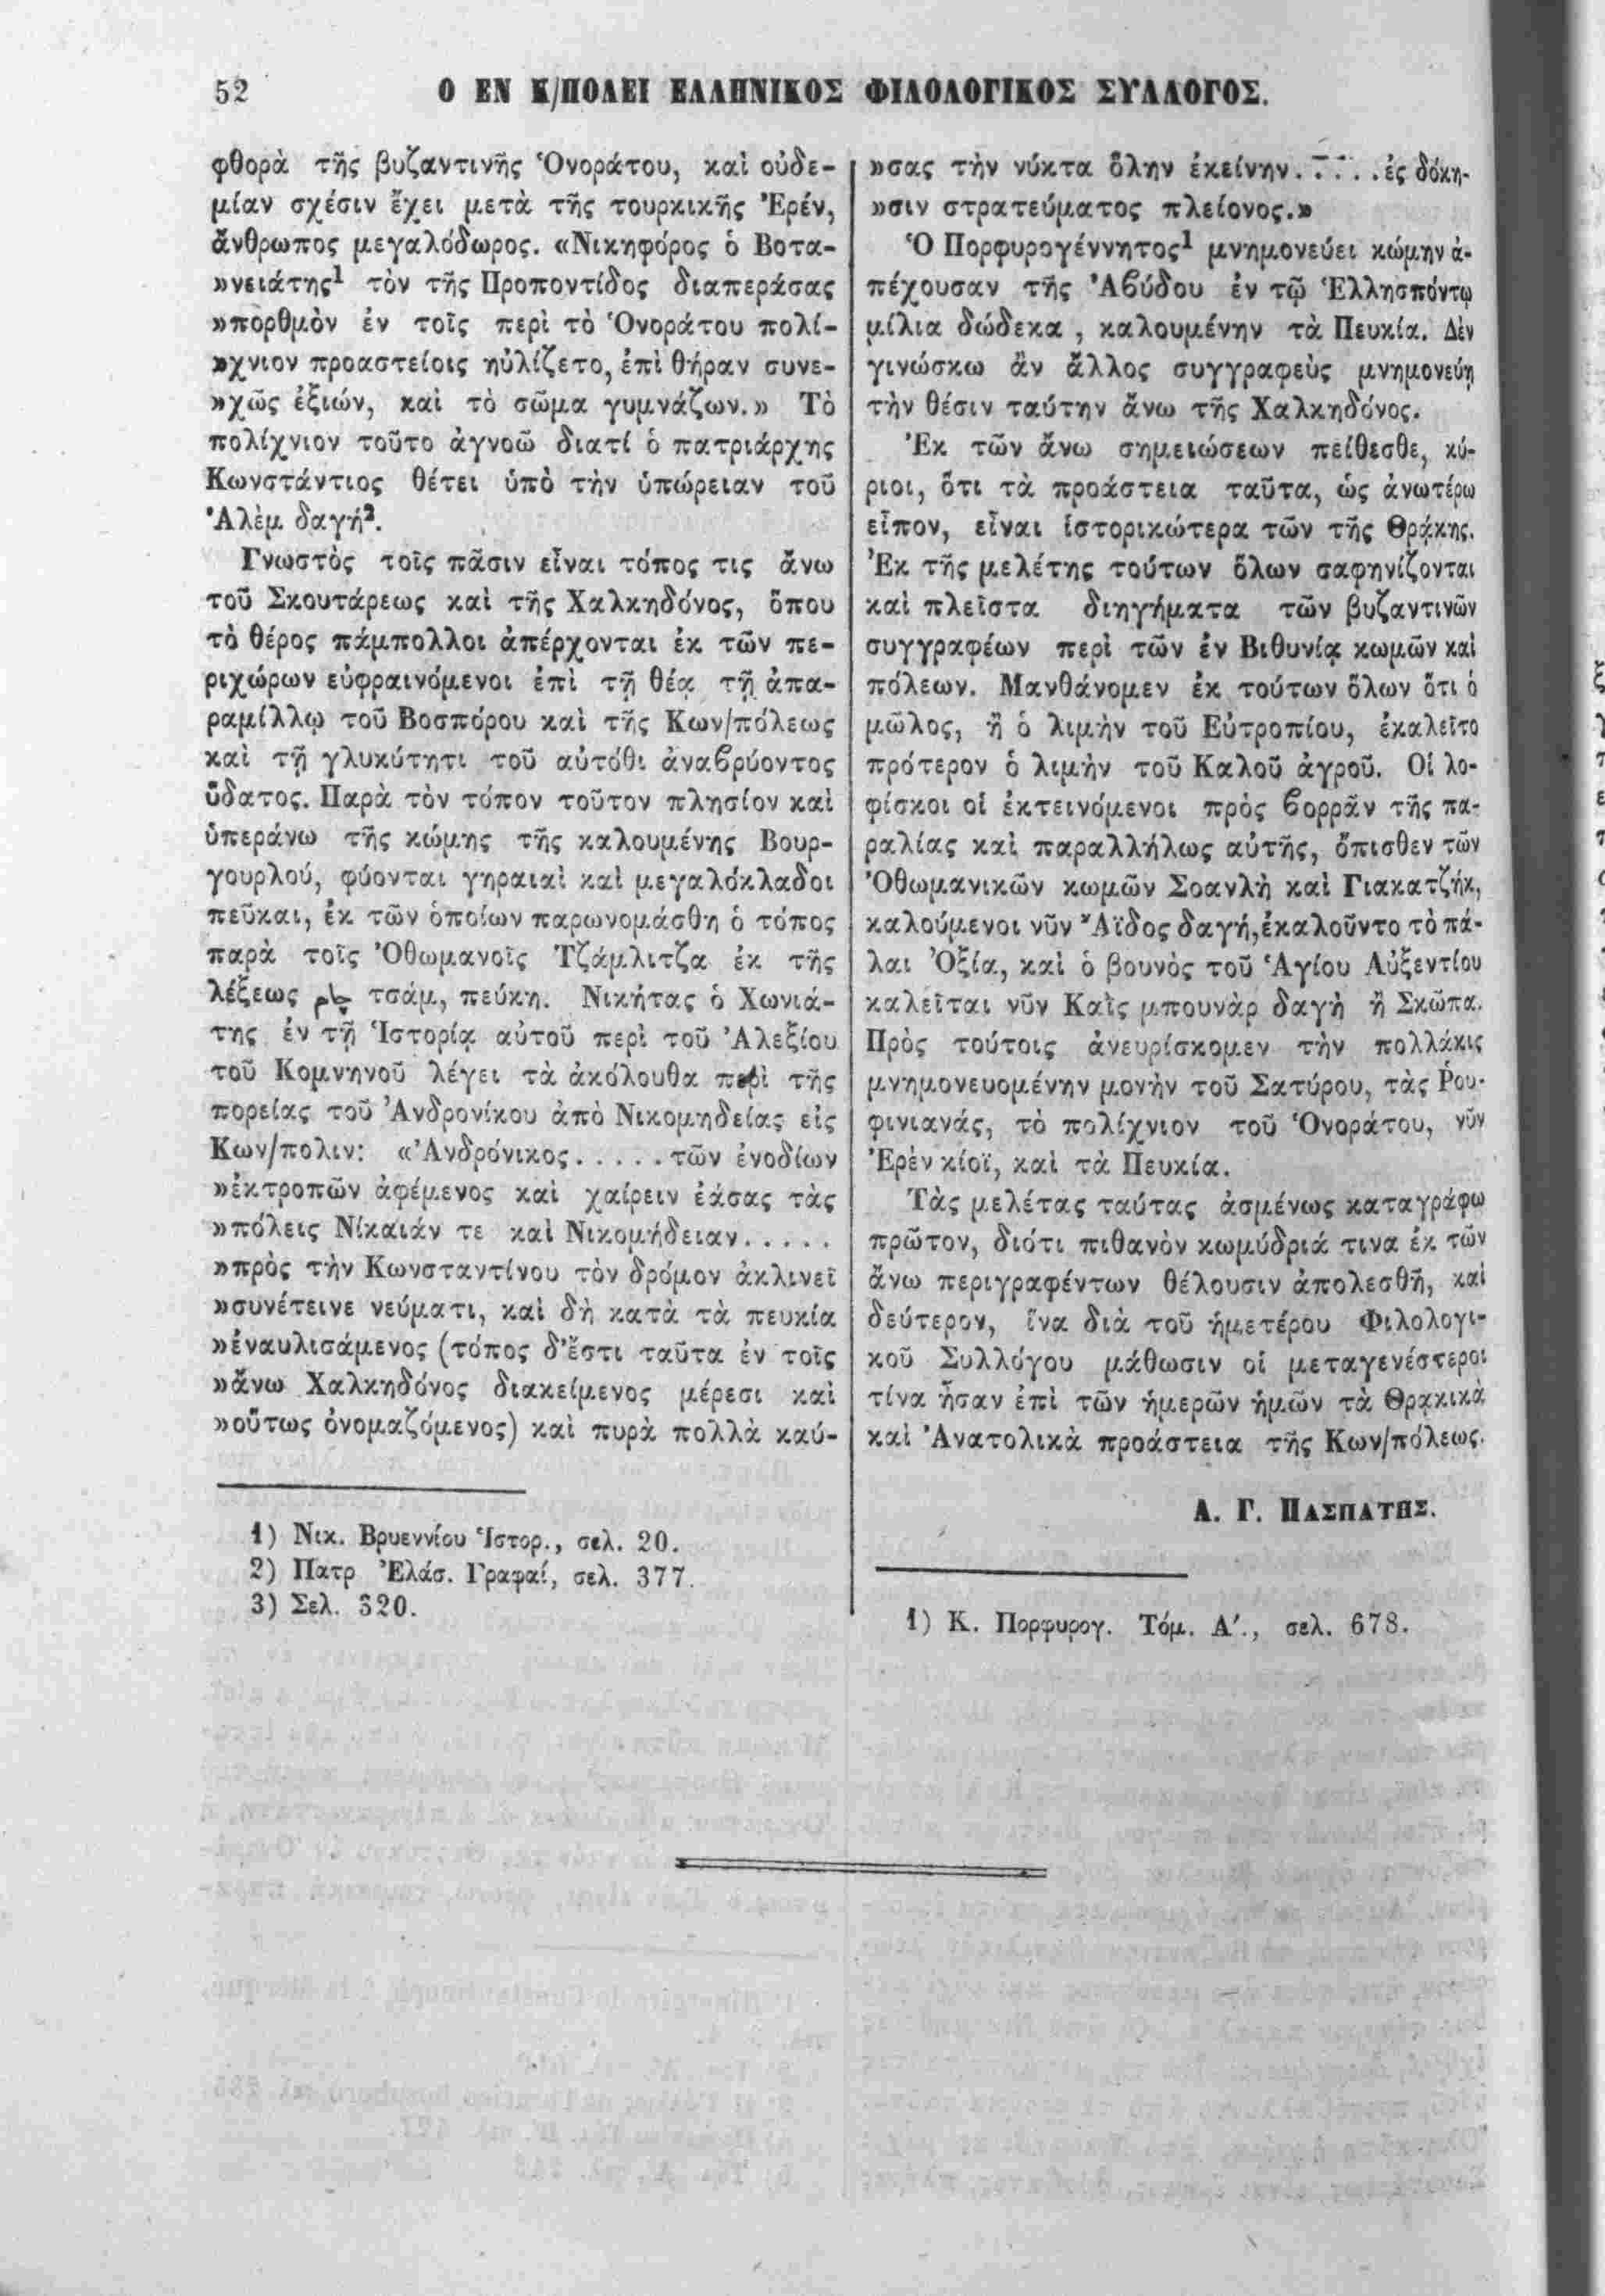 52
Ο ΕΝ Κ/ΠΟΛΕΙ ΕΛΛΗΝΙΚΟΣ ΦΙΛΟΛΟΓΙΚΟΣ ΣΥΛΛΟΓΟΣ.
φθορὰ τῆς βυζαντινῆς Ὁνοράτου, καὶ οὐδε-
μίαν σχέσιν ἔχει μετὰ τῆς τουρκικῆς Ἐρέν,
ἄνθρωπος μεγαλόδωρος. «Νικηφόρος ὁ Βοτα-
»νειάτης¹ τὸν τῆς Προποντίδος διαπεράσας
»πορθμὸν ἐν τοῖς περὶ τὸ Ὁνοράτου πολί-
»χνιον προαστείοις ηὐλίζετο, ἐπὶ θήραν συνε-
»χῶς ἐξιών, καὶ τὸ σῶμα γυμνάζων.» Τὸ
πολίχνιον τοῦτο ἀγνοῶ διατί ὁ πατριάρχης
Κωνστάντιος θέτει ὑπὸ τὴν ὑπώρειαν τοῦ
Ἀλὲμ δαγή².
Γνωστὸς τοῖς πᾶσιν εἶναι τόπος τις ἄνω
τοῦ Σκουτάρεως καὶ τῆς Χαλκηδόνος, ὅπου
τὸ θέρος πάμπολλοι ἀπέρχονται ἐκ τῶν πε-
ριχώρων εὐφραινόμενοι ἐπὶ τῇ θέᾳ τῇ ἀπα-
ραμίλλῳ τοῦ Βοσπόρου καὶ τῆς Κων/πόλεως
καὶ τῇ γλυκύτητι τοῦ αὐτόθι ἀναβρύοντος
ὕδατος. Παρὰ τὸν τόπον τοῦτον πλησίον καὶ
ὑπεράνω τῆς κώμης τῆς καλουμένης Βουρ-
γουρλού, φύονται γηραιαὶ καὶ μεγαλόκλαδοι
πεῦκαι, ἐκ τῶν ὁποίων παρωνομάσθη ὁ τόπος
παρὰ τοῖς Ὀθωμανοῖς Τζάμλιτζα ἐκ τῆς
λέξεως چام τσάμ, πεύκη. Νικήτας ὁ Χωνιά-
της ἐν τῇ Ἱστορίᾳ αὐτοῦ περὶ τοῦ Ἀλεξίου
τοῦ Κομνηνοῦ λέγει τὰ ἀκόλουθα περὶ τῆς
πορείας τοῦ Ἀνδρονίκου ἀπὸ Νικομηδείας εἰς
Κων/πολιν: «Ἀνδρόνικος.....τῶν ἐνοδίων
»ἐκτροπῶν ἀφέμενος καὶ χαίρειν ἐάσας τὰς
»πόλεις Νίκαιάν τε καὶ Νικομήδειαν.....
»πρὸς τὴν Κωνσταντίνου τὸν δρόμον ἀκλινεῖ
»συνέτεινε νεύματι, καὶ δὴ κατὰ τὰ πευκία
»ἐναυλισάμενος (τόπος δ'ἔστι ταῦτα ἐν τοῖς
»ἄνω Χαλκηδόνος διακείμενος μέρεσι καὶ
»οὕτως ὀνομαζόμενος) καὶ πυρὰ πολλὰ καύ-
1) Νικ. Βρυεννίου Ἱστορ., σελ. 20.
2) Πατρ Ἐλάσ. Γραφαί, σελ. 377.
3) Σελ. 320.
»σας τὴν νύκτα ὅλην ἐκείνην.....ἐς δόκη-
»σιν στρατεύματος πλείονος.»
Ὁ Πορφυρογέννητος¹ μνημονεύει κώμην ἀ-
πέχουσαν τῆς Ἀβύδου ἐν τῷ Ἑλλησπόντῳ
μίλια δώδεκα, καλουμένην τὰ Πευκία. Δὲν
γινώσκω ἂν ἄλλος συγγραφεὺς μνημονεύῃ
τὴν θέσιν ταύτην ἄνω τῆς Χαλκηδόνος.
Ἐκ τῶν ἄνω σημειώσεων πείθεσθε, κύ-
ριοι, ὅτι τὰ προάστεια ταῦτα, ὡς ἀνωτέρω
εἶπον, εἶναι ἱστορικώτερα τῶν τῆς Θρᾴκης.
Ἐκ τῆς μελέτης τούτων ὅλων σαφηνίζονται
καὶ πλεῖστα διηγήματα τῶν βυζαντινῶν
συγγραφέων περὶ τῶν ἐν Βιθυνίᾳ κωμῶν καὶ
πόλεων. Μανθάνομεν ἐκ τούτων ὅλων ὅτι ὁ
μῶλος, ἢ ὁ λιμὴν τοῦ Εὐτροπίου, ἐκαλεῖτο
πρότερον ὁ λιμὴν τοῦ Καλοῦ ἀγροῦ. Οἱ λο-
φίσκοι οἱ ἐκτεινόμενοι πρὸς βορρᾶν τῆς πα-
ραλίας καὶ παραλλήλως αὐτῆς, ὄπισθεν τῶν
Ὀθωμανικῶν κωμῶν Σοανλὴ καὶ Γιακατζήκ,
καλούμενοι νῦν Ἄϊδος δαγή, ἐκαλοῦντο τὸ πά-
λαι Ὀξία, καὶ ὁ βουνὸς τοῦ Ἁγίου Αὐξεντίου
καλεῖται νῦν Καῒς μπουνὰρ δαγὴ ἢ Σκῶπα.
Πρὸς τούτοις ἀνευρίσκομεν τὴν πολλάκις
μνημονευομένην μονὴν τοῦ Σατύρου, τὰς Ῥου-
φινιανάς, τὸ πολίχνιον τοῦ Ὁνοράτου, νῦν
Ἐρὲν κίοϊ, καὶ τὰ Πευκία.
Τὰς μελέτας ταύτας ἀσμένως καταγράφω
πρῶτον, διότι πιθανὸν κωμύδριά τινα ἐκ τῶν
ἄνω περιγραφέντων θέλουσιν ἀπολεσθῆ, καὶ
δεύτερον, ἵνα διὰ τοῦ ἡμετέρου Φιλολογι-
κοῦ Συλλόγου μάθωσιν οἱ μεταγενέστεροι
τίνα ἦσαν ἐπὶ τῶν ἡμερῶν ἡμῶν τὰ Θρακικὰ
καὶ Ἀνατολικὰ προάστεια τῆς Κων/πόλεως.
Α. Γ. ΠΑΣΠΑΤΗΣ.
1) Κ. Πορφυρογ. Τόμ. Α΄., σελ. 678.